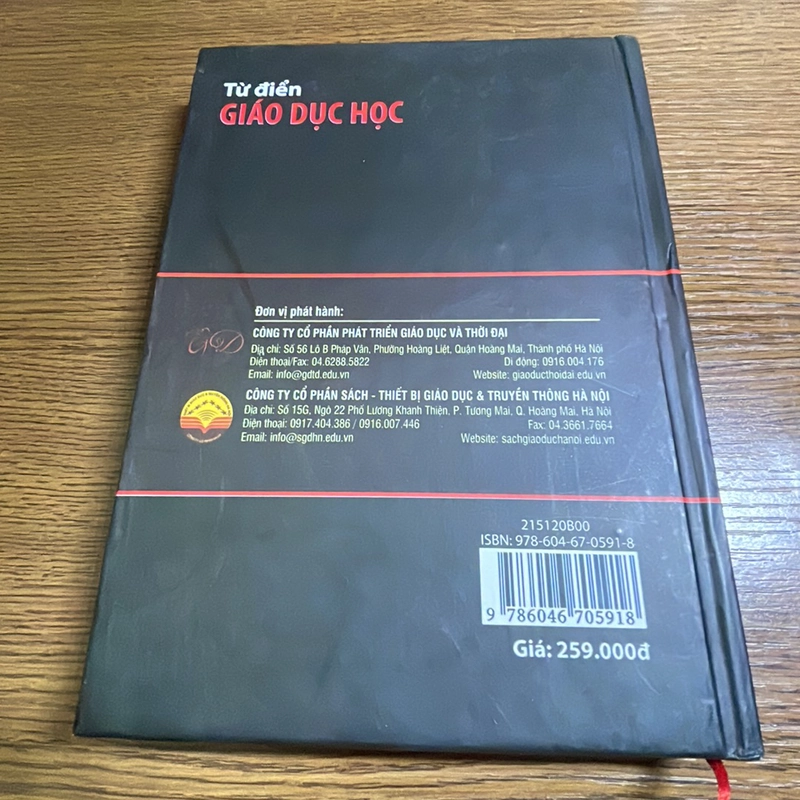 Từ điển
GIÁO DỤC HỌC
Đơn vị phát hành:
CÔNG TY CỔ PHẦN PHÁT TRIỂN GIÁO DỤC VÀ THỜI ĐẠI
Địa chỉ: Số 56 Lô B Pháp Vân, Phường Hoàng Liệt, Quận Hoàng Mai, Thành phố Hà Nội
Điện thoại/Fax: 04.6288.5822 Di động: 0916.004.176
Email: info@gdtd.edu.vn Website: giaoducthoidai.edu.vn
CÔNG TY CỔ PHẦN SÁCH - THIẾT BỊ GIÁO DỤC & TRUYỀN THÔNG HÀ NỘI
Địa chỉ: Số 15G, Ngõ 22 Phố Lương Khánh Thiện, P. Tương Mai, Q. Hoàng Mai, Hà Nội
Điện thoại: 0917.404.386 / 0916.007.446 Fax: 04.3661.7664
Email: info@sgdhn.edu.vn Website: sachgiaoduchanoi.edu.vn
215120B00
ISBN: 978-604-67-0591-8
9 786046 705918
Giá: 259.000đ